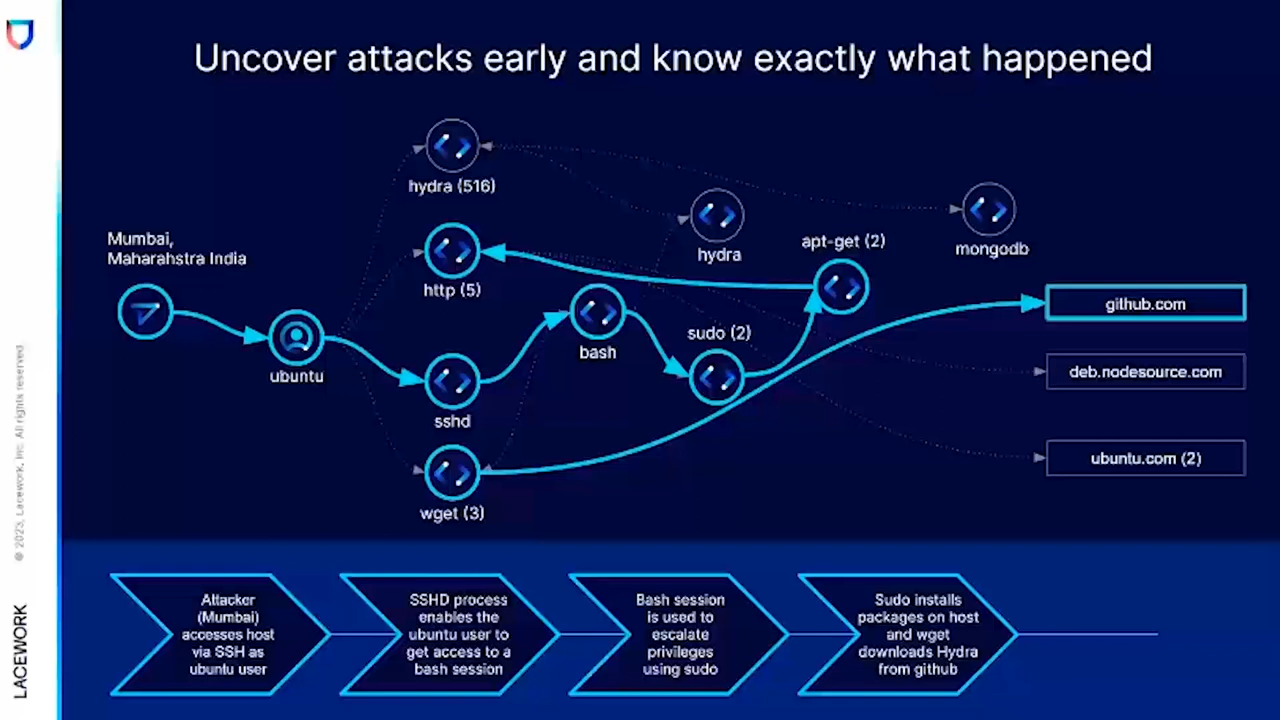 Uncover attacks early and know exactly what happened
hydra (516)
Mumbai,
Maharahstra India
http (5)
hydra
apt-get (2)
mongodb
github.com
bash
sudo (2)
ubuntu
deb.nodesource.com
sshd
ubuntu.com (2)
wget (3)
Attacker
(Mumbai)
accesses host
via SSH as
ubuntu user
SSHD process
enables the
ubuntu user to
get access to a
bash session
Bash session
is used to
escalate
privileges
using sudo
Sudo installs
packages on host
and wget
downloads Hydra
from github
LACEWORK
© 2023, Lacework, Inc. All rights reserved